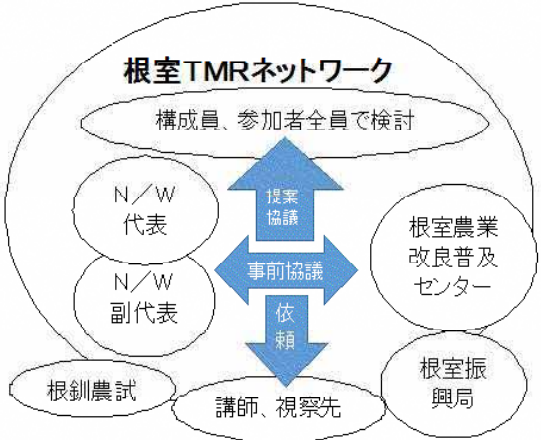 根室TMRネットワーク
構成員、参加者全員で検討
提案
協議
N/W
代表
事前協議
N/W
副代表
根室農業
改良普及
センター
依
頼
根釧農試
講師、視察先
根室振
興局